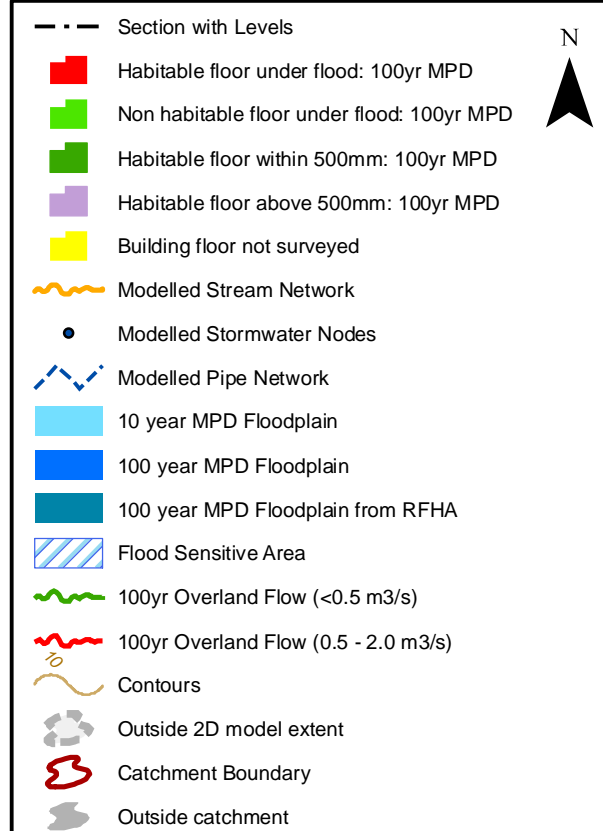 Section with Levels
N
Habitable floor under flood: 100yr MPD
Non habitable floor under flood: 100yr MPD
Habitable floor within 500mm: 100yr MPD
Habitable floor above 500mm: 100yr MPD
Building floor not surveyed
Modelled Stream Network
Modelled Stormwater Nodes
Modelled Pipe Network
10 year MPD Floodplain
100 year MPD Floodplain
100 year MPD Floodplain from RFHA
Flood Sensitive Area
100yr Overland Flow (<0.5 m3/s)
100yr Overland Flow (0.5 - 2.0 m3/s)
10
Contours
Outside 2D model extent
Catchment Boundary
Outside catchment